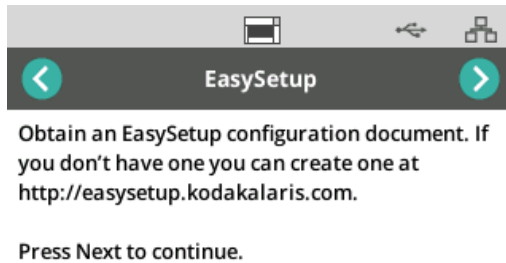 EasySetup
Obtain an EasySetup configuration document. If
you don’t have one you can create one at
http://easysetup.kodakalaris.com.
Press Next to continue.